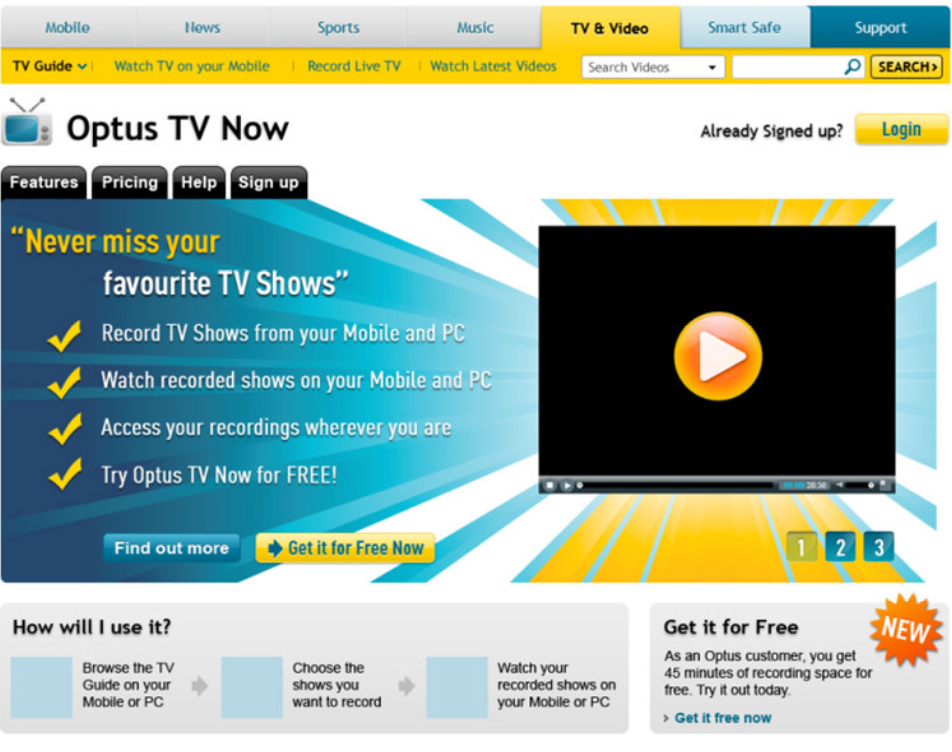 Mobile News Sports Music TV & Video Smart Safe Support
TV Guide | Watch TV on your Mobile | Record Live TV | Watch Latest Videos Search Videos SEARCH
Optus TV Now
Already Signed up? Login
Features Pricing Help Sign up
“Never miss your
favourite TV Shows”
Record TV Shows from your Mobile and PC
Watch recorded shows on your Mobile and PC
Access your recordings wherever you are
Try Optus TV Now for FREE!
Find out more Get it for Free Now
1 2 3
How will I use it?
Browse the TV
Guide on your
Mobile or PC
Choose the
shows you
want to record
Watch your
recorded shows on
your Mobile or PC
Get it for Free
NEW
As an Optus customer, you get
45 minutes of recording space for
free. Try it out today.
› Get it free now